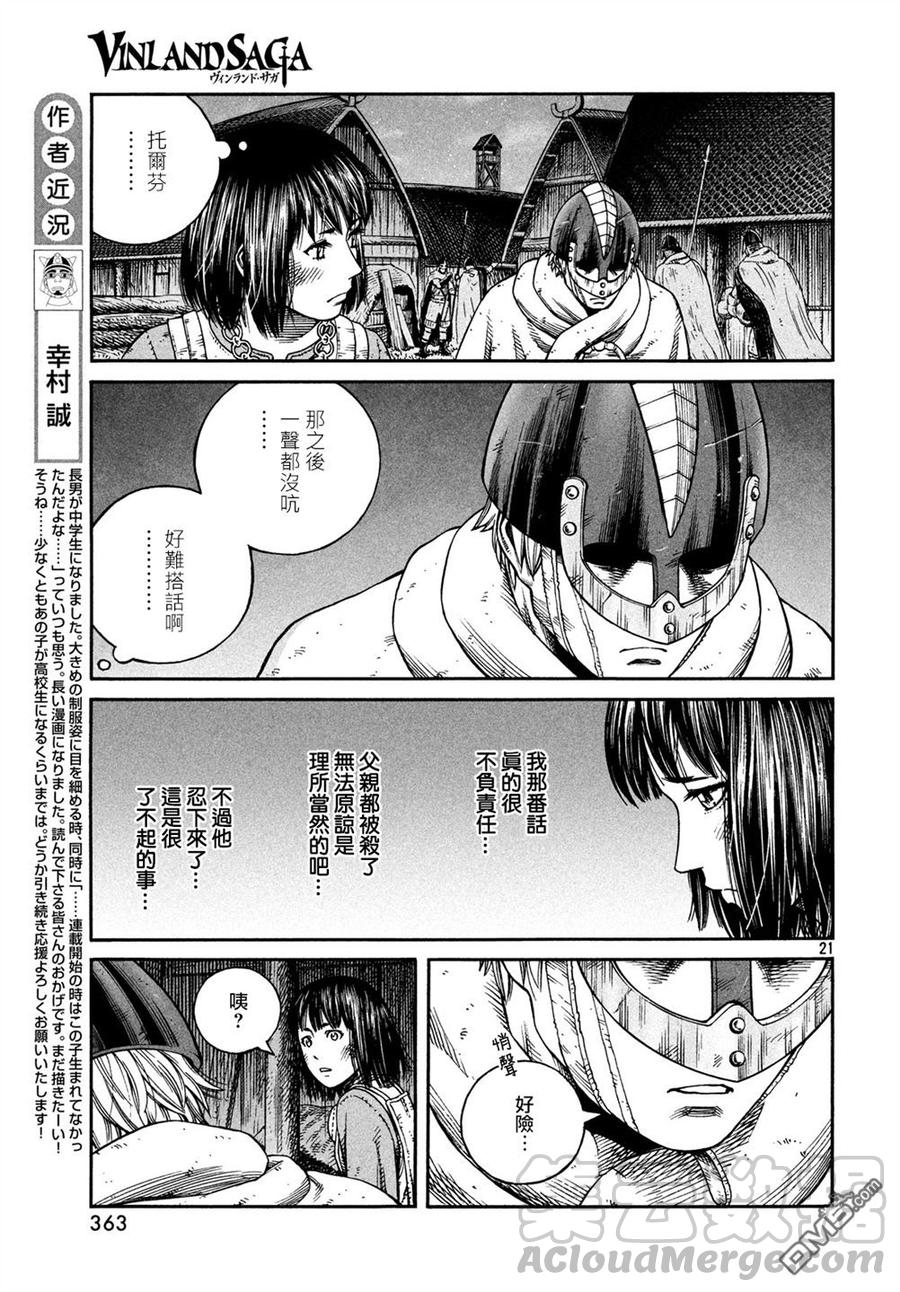 VINLAND SAGA
ヴィンランド・サガ
作者近況
幸村誠
長男が中学生になりました。大きめの制服姿に目を細める時、同時に「……連載開始の時はこの子生まれてなかっ
たんだよな……」っていつも思う。長い漫画になりました。読んで下さる皆さんのおかげです。まだ描きたーい!
そうね……少なくともあの子が高校生になるくらいまでは。どうか引き続き応援よろしくお願いいたします!
托爾芬
………
………
那之後
一聲都沒吭
………
好難搭話啊
我那番話
真的很
不負責任…
父親都被殺了
無法原諒是
理所當然的吧…
不過他
忍下來了…
這是很
了不起的事…
21
悄聲
好險…
咦?
363
集云数据
ACloudMerge.com
DM5.com